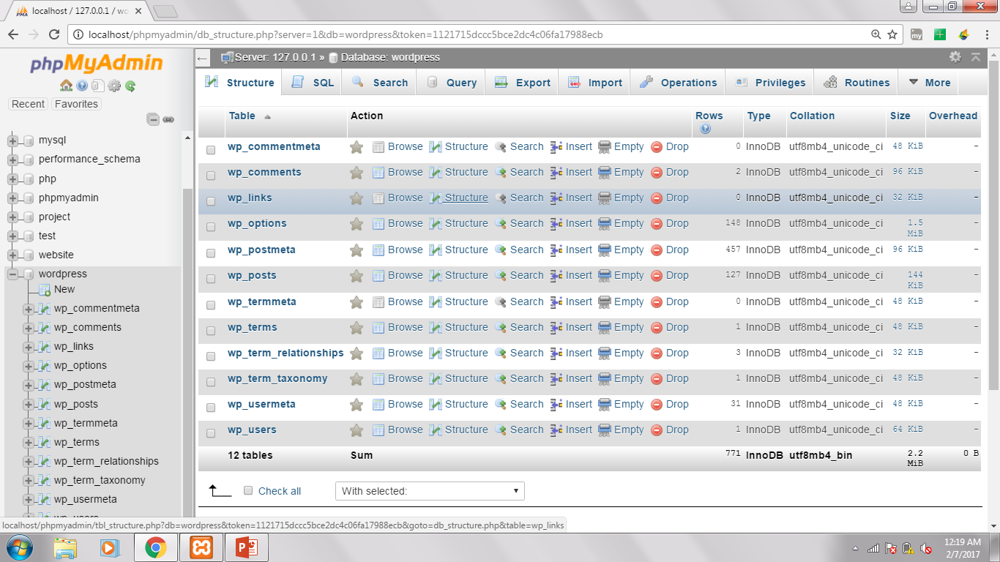 localhost / 127.0.0.1 / wo
localhost/phpmyadmin/db_structure.php?server=1&db=wordpress&token=1121715dccc5bce2dc4c06fa17988ecb
my
phpMyAdmin
Recent Favorites
mysql
performance_schema
php
phpmyadmin
project
test
website
wordpress
New
wp_commentmeta
wp_comments
wp_links
wp_options
wp_postmeta
wp_posts
wp_termmeta
wp_terms
wp_term_relationships
wp_term_taxonomy
wp_usermeta
wp_users
Server: 127.0.0.1 » Database: wordpress
Structure SQL Search Query Export Import Operations Privileges Routines More
Table Action Rows Type Collation Size Overhead
wp_commentmeta Browse Structure Search Insert Empty Drop 0 InnoDB utf8mb4_unicode_ci 48 KiB -
wp_comments Browse Structure Search Insert Empty Drop 2 InnoDB utf8mb4_unicode_ci 96 KiB -
wp_links Browse Structure Search Insert Empty Drop 0 InnoDB utf8mb4_unicode_ci 32 KiB -
wp_options Browse Structure Search Insert Empty Drop 148 InnoDB utf8mb4_unicode_ci 1.5 MiB -
wp_postmeta Browse Structure Search Insert Empty Drop 457 InnoDB utf8mb4_unicode_ci 96 KiB -
wp_posts Browse Structure Search Insert Empty Drop 127 InnoDB utf8mb4_unicode_ci 144 KiB -
wp_termmeta Browse Structure Search Insert Empty Drop 0 InnoDB utf8mb4_unicode_ci 48 KiB -
wp_terms Browse Structure Search Insert Empty Drop 1 InnoDB utf8mb4_unicode_ci 48 KiB -
wp_term_relationships Browse Structure Search Insert Empty Drop 3 InnoDB utf8mb4_unicode_ci 32 KiB -
wp_term_taxonomy Browse Structure Search Insert Empty Drop 1 InnoDB utf8mb4_unicode_ci 48 KiB -
wp_usermeta Browse Structure Search Insert Empty Drop 31 InnoDB utf8mb4_unicode_ci 48 KiB -
wp_users Browse Structure Search Insert Empty Drop 1 InnoDB utf8mb4_unicode_ci 64 KiB -
12 tables Sum 771 InnoDB utf8mb4_bin 2.2 MiB 0 B
Check all With selected:
localhost/phpmyadmin/tbl_structure.php?db=wordpress&token=1121715dccc5bce2dc4c06fa17988ecb&goto=db_structure.php&table=wp_links
12:19 AM
2/7/2017